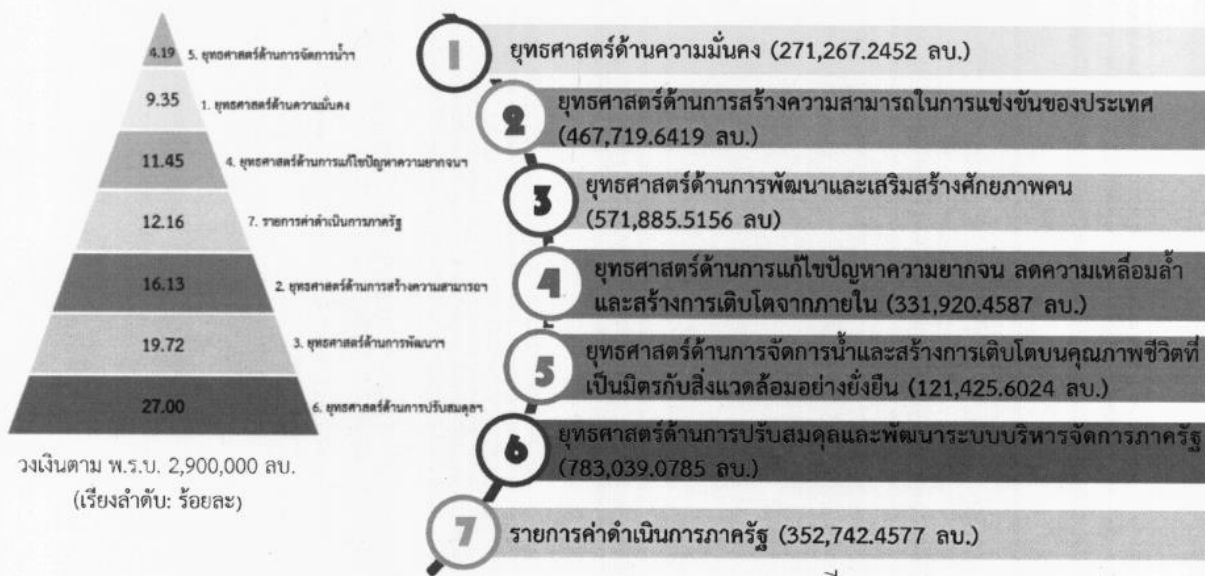 4.19 5. ยุทธศาสตร์ด้านการจัดการน้ำฯ
9.35 1. ยุทธศาสตร์ด้านความมั่นคง
11.45 4. ยุทธศาสตร์ด้านการแก้ไขปัญหาความยากจนฯ
12.16 7. รายการค่าดำเนินการภาครัฐ
16.13 2. ยุทธศาสตร์ด้านการสร้างความสามารถฯ
19.72 3. ยุทธศาสตร์ด้านการพัฒนาฯ
27.00 6. ยุทธศาสตร์ด้านการปรับสมดุลฯ
วงเงินตาม พ.ร.บ. 2,900,000 ลบ.
(เรียงลำดับ: ร้อยละ)
1 ยุทธศาสตร์ด้านความมั่นคง (271,267.2452 ลบ.)
2 ยุทธศาสตร์ด้านการสร้างความสามารถในการแข่งขันของประเทศ
(467,719.6419 ลบ.)
3 ยุทธศาสตร์ด้านการพัฒนาและเสริมสร้างศักยภาพคน
(571,885.5156 ลบ)
4 ยุทธศาสตร์ด้านการแก้ไขปัญหาความยากจน ลดความเหลื่อมล้ำ
และสร้างการเติบโตจากภายใน (331,920.4587 ลบ.)
5 ยุทธศาสตร์ด้านการจัดการน้ำและสร้างการเติบโตบนคุณภาพชีวิตที่
เป็นมิตรกับสิ่งแวดล้อมอย่างยั่งยืน (121,425.6024 ลบ.)
6 ยุทธศาสตร์ด้านการปรับสมดุลและพัฒนาระบบบริหารจัดการภาครัฐ
(783,039.0785 ลบ.)
7 รายการค่าดำเนินการภาครัฐ (352,742.4577 ลบ.)